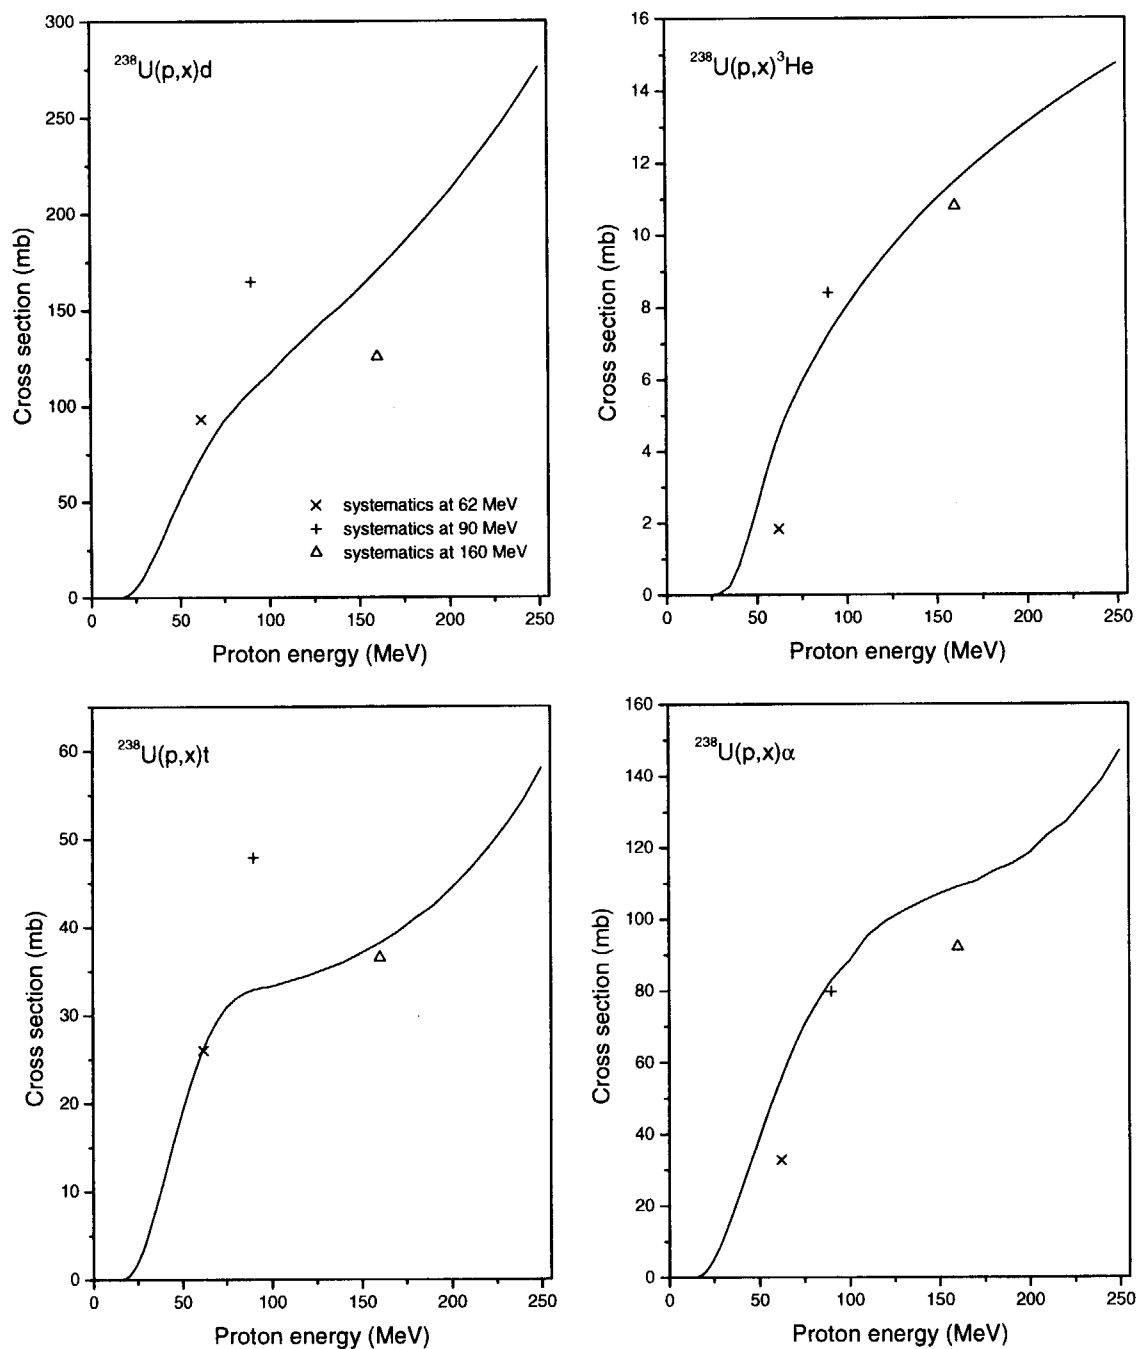 ²³⁸U(p,x)d
300
250
200
150
100
50
0
Cross section (mb)
× systematics at 62 MeV
+ systematics at 90 MeV
△ systematics at 160 MeV
0 50 100 150 200 250
Proton energy (MeV)
²³⁸U(p,x)³He
16
14
12
10
8
6
4
2
0
Cross section (mb)
0 50 100 150 200 250
Proton energy (MeV)
²³⁸U(p,x)t
60
50
40
30
20
10
0
Cross section (mb)
0 50 100 150 200 250
Proton energy (MeV)
²³⁸U(p,x)α
160
140
120
100
80
60
40
20
0
Cross section (mb)
0 50 100 150 200 250
Proton energy (MeV)